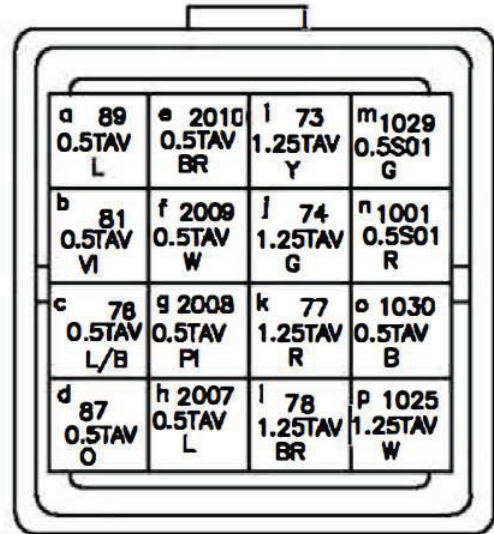 a 89
0.5TAV
L
e 2010
0.5TAV
BR
i 73
1.25TAV
Y
m 1029
0.5S01
G
b 81
0.5TAV
VI
f 2009
0.5TAV
W
j 74
1.25TAV
G
n 1001
0.5S01
R
c 76
0.5TAV
L/B
g 2008
0.5TAV
PI
k 77
1.25TAV
R
o 1030
0.5TAV
B
d 87
0.5TAV
O
h 2007
0.5TAV
L
l 78
1.25TAV
BR
p 1025
1.25TAV
W